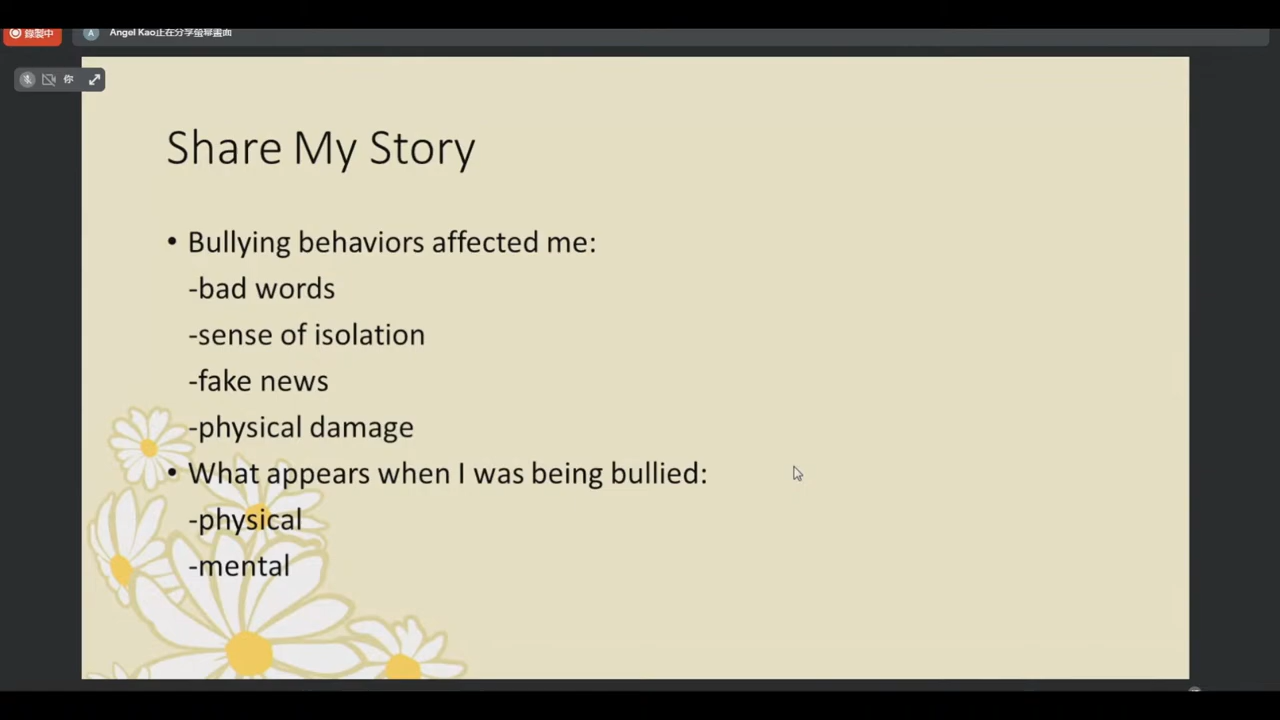 錄製中
A Angel Kao正在分享螢幕畫面
你
Share My Story
• Bullying behaviors affected me:
-bad words
-sense of isolation
-fake news
-physical damage
• What appears when I was being bullied:
-physical
-mental